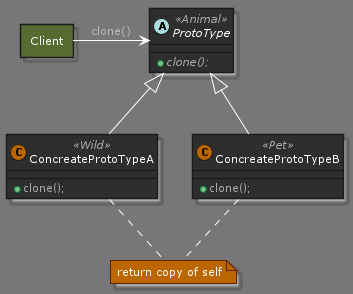 Client
clone()
A
«Animal»
ProtoType
clone();
C
«Wild»
ConcreateProtoTypeA
clone();
C
«Pet»
ConcreateProtoTypeB
clone();
return copy of self